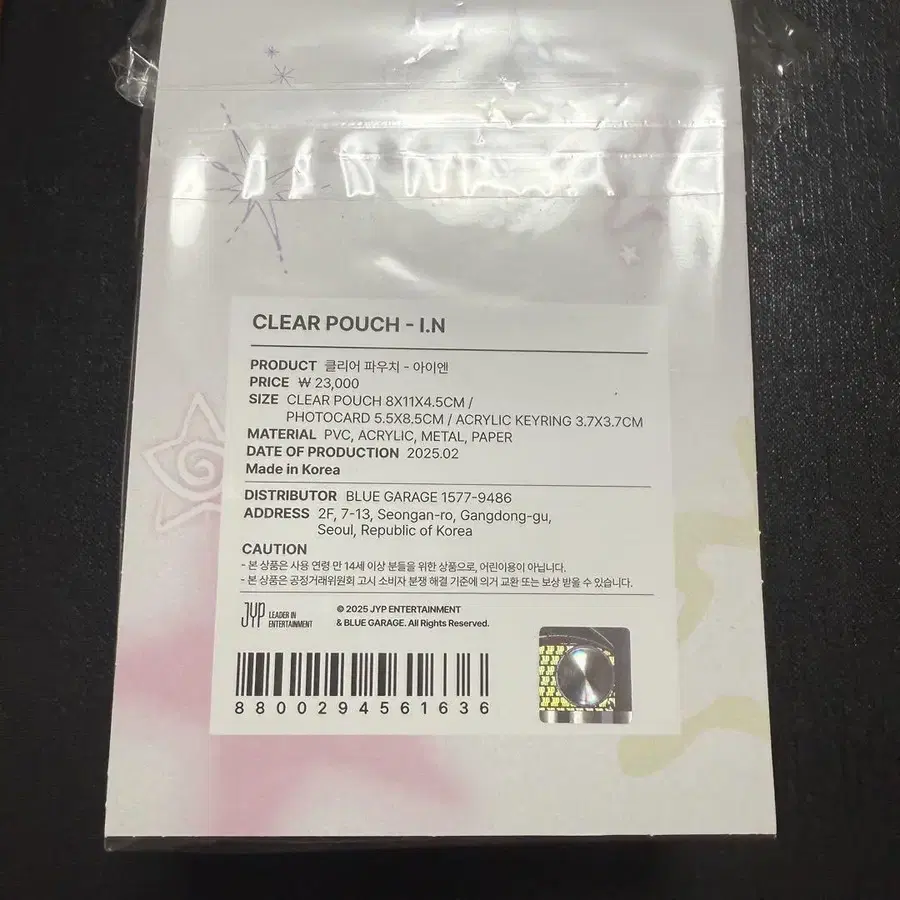 CLEAR POUCH - I.N
PRODUCT 클리어 파우치 - 아이엔
PRICE ₩ 23,000
SIZE CLEAR POUCH 8X11X4.5CM /
PHOTOCARD 5.5X8.5CM / ACRYLIC KEYRING 3.7X3.7CM
MATERIAL PVC, ACRYLIC, METAL, PAPER
DATE OF PRODUCTION 2025.02
Made in Korea
DISTRIBUTOR BLUE GARAGE 1577-9486
ADDRESS 2F, 7-13, Seongan-ro, Gangdong-gu,
Seoul, Republic of Korea
CAUTION
- 본 상품은 사용 연령 만 14세 이상 분들을 위한 상품으로, 어린이용이 아닙니다.
- 본 상품은 공정거래위원회 고시 소비자 분쟁 해결 기준에 의거 교환 또는 보상 받을 수 있습니다.
JYP LEADER IN
ENTERTAINMENT
© 2025 JYP ENTERTAINMENT
& BLUE GARAGE. All Rights Reserved.
8800294561636